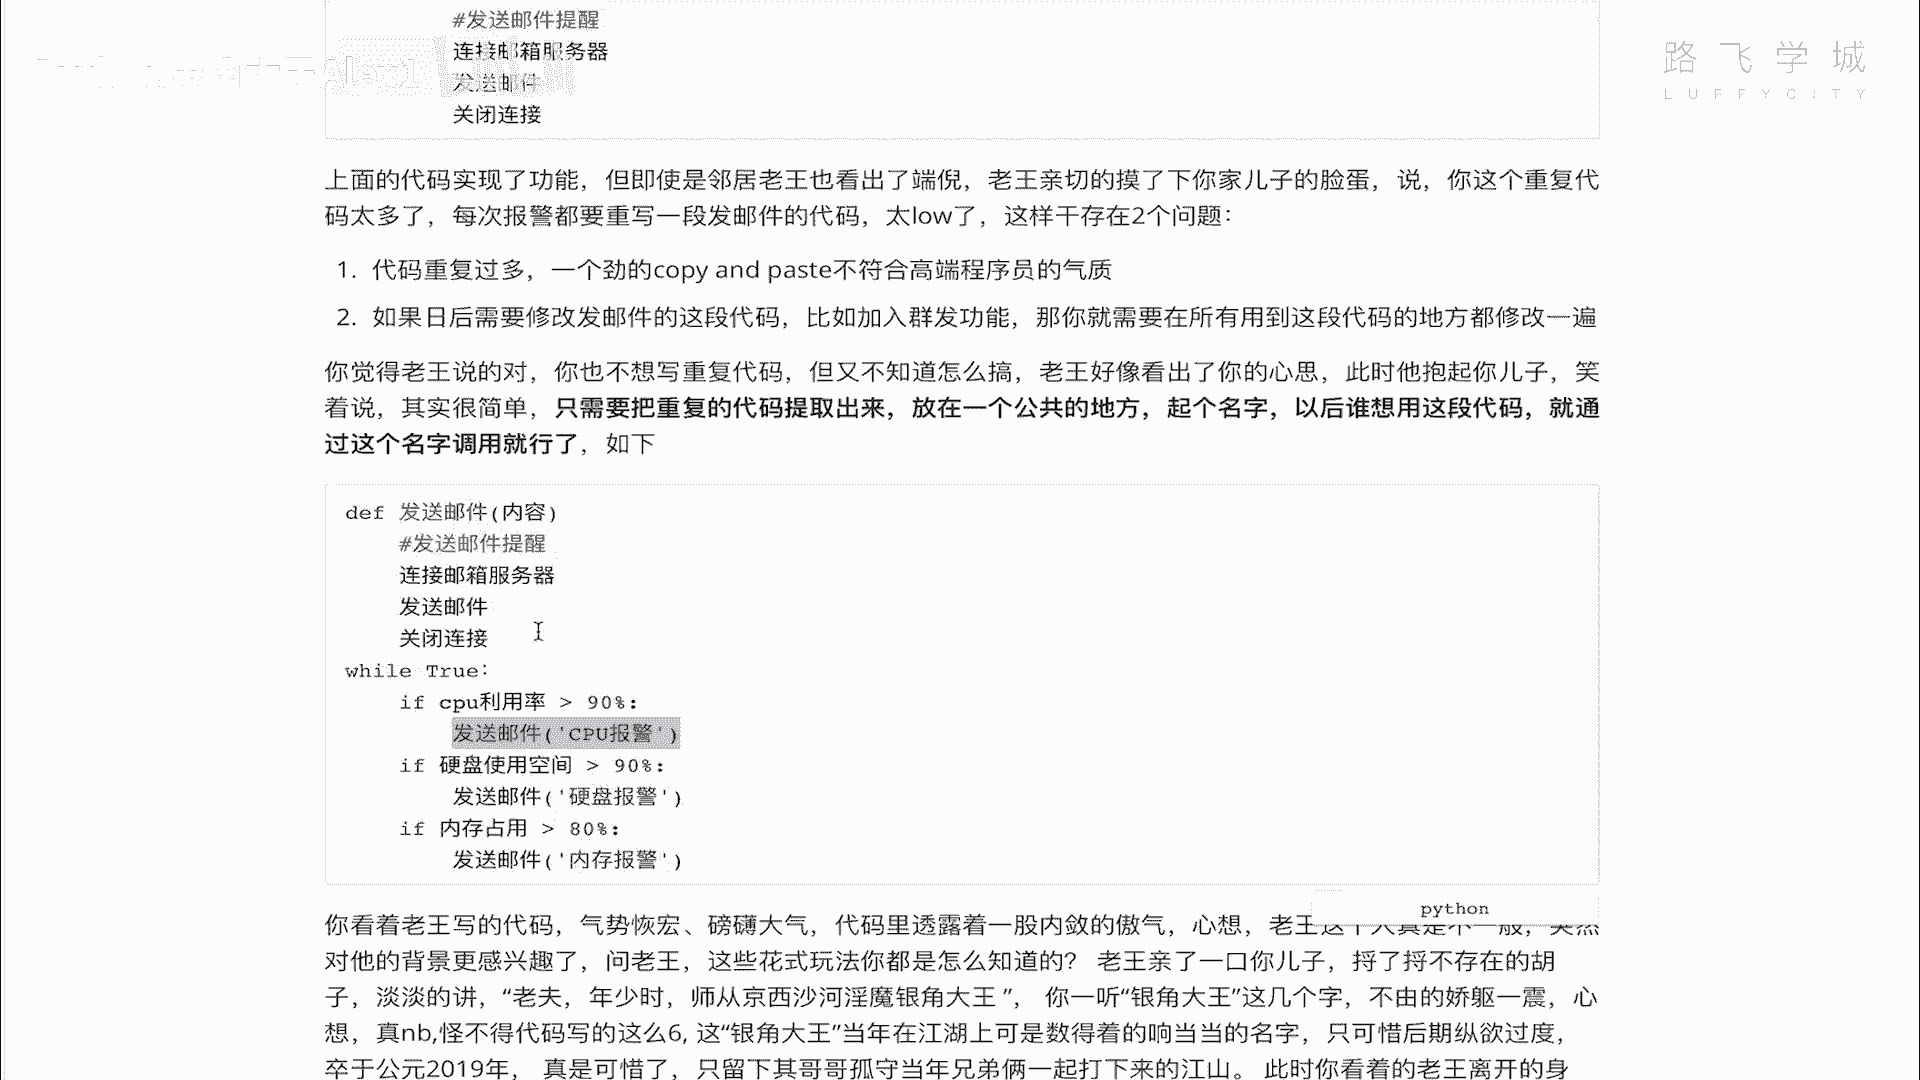 #发送邮件提醒
连接邮箱服务器
发送邮件
关闭连接
路飞学城
LUFFYCITY
上面的代码实现了功能，但即使是邻居老王也看出了端倪，老王亲切的摸了下你家儿子的脸蛋，说，你这个重复代
码太多了，每次报警都要重写一段发邮件的代码，太low了，这样干存在2个问题：
1. 代码重复过多，一个劲的copy and paste不符合高端程序员的气质
2. 如果日后需要修改发邮件的这段代码，比如加入群发功能，那你就需要在所有用到这段代码的地方都修改一遍
你觉得老王说的对，你也不想写重复代码，但又不知道怎么搞，老王好像看出了你的心思，此时他抱起你儿子，笑
着说，其实很简单，只需要把重复的代码提取出来，放在一个公共的地方，起个名字，以后谁想用这段代码，就通
过这个名字调用就行了，如下
def 发送邮件(内容)
#发送邮件提醒
连接邮箱服务器
发送邮件
关闭连接
while True:
if cpu利用率 > 90%:
发送邮件('CPU报警')
if 硬盘使用空间 > 90%:
发送邮件('硬盘报警')
if 内存占用 > 80%:
发送邮件('内存报警')
python
你看着老王写的代码，气势恢宏、磅礴大气，代码里透露着一股内敛的傲气，心想，老王这个人真是不一般，突然
对他的背景更感兴趣了，问老王，这些花式玩法你都是怎么知道的？ 老王亲了一口你儿子，捋了捋不存在的胡
子，淡淡的讲，“老夫，年少时，师从京西沙河淫魔银角大王 ”， 你一听“银角大王”这几个字，不由的娇躯一震，心
想，真nb,怪不得代码写的这么6, 这“银角大王”当年在江湖上可是数得着的响当当的名字，只可惜后期纵欲过度，
卒于公元2019年， 真是可惜了，只留下其哥哥孤守当年兄弟俩一起打下来的江山。 此时你看着的老王离开的身